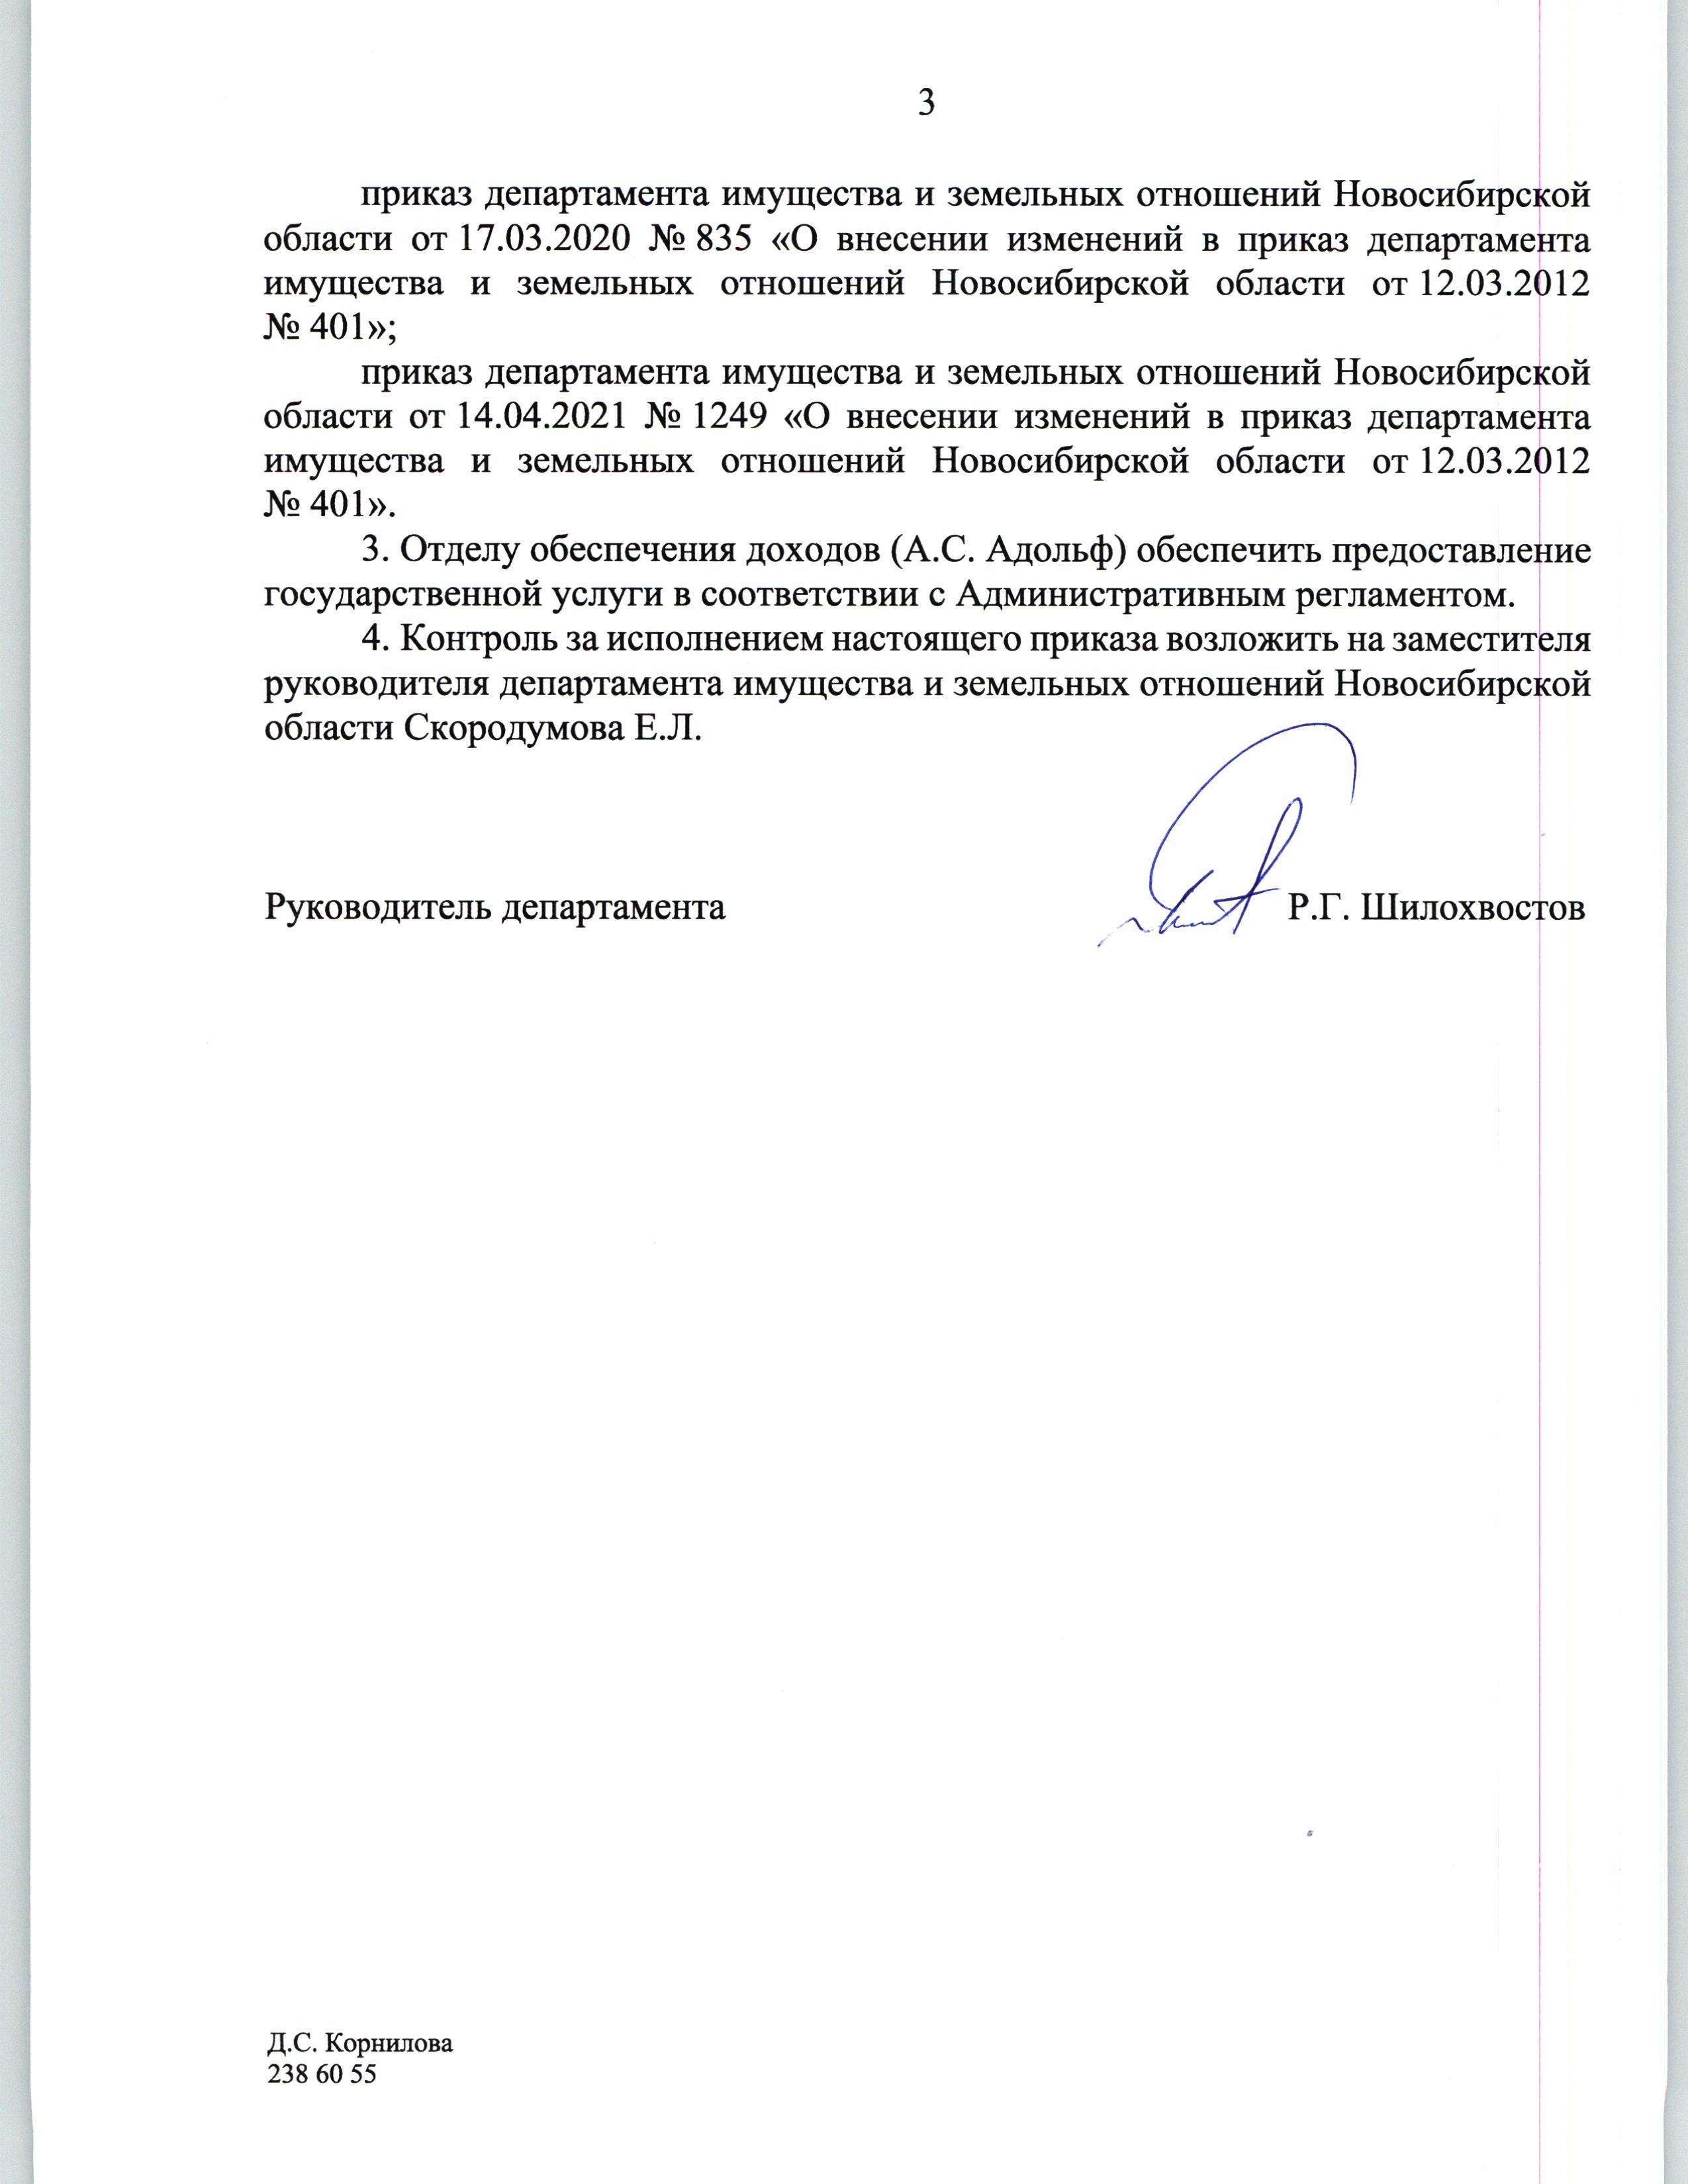 3
приказ департамента имущества и земельных отношений Новосибирской
области от 17.03.2020 № 835 «О внесении изменений в приказ департамента
имущества и земельных отношений Новосибирской области от 12.03.2012
№ 401»;
приказ департамента имущества и земельных отношений Новосибирской
области от 14.04.2021 № 1249 «О внесении изменений в приказ департамента
имущества и земельных отношений Новосибирской области от 12.03.2012
№ 401».
3. Отделу обеспечения доходов (А.С. Адольф) обеспечить предоставление
государственной услуги в соответствии с Административным регламентом.
4. Контроль за исполнением настоящего приказа возложить на заместителя
руководителя департамента имущества и земельных отношений Новосибирской
области Скородумова Е.Л.
Руководитель департамента Р.Г. Шилохвостов
Д.С. Корнилова
238 60 55